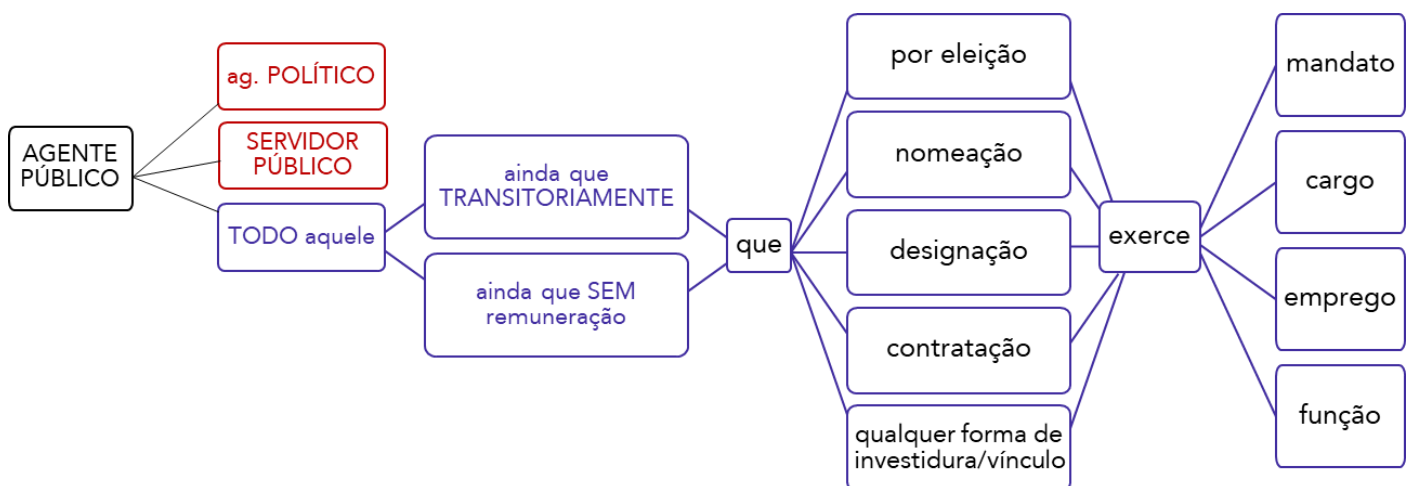 AGENTE
PÚBLICO
ag. POLÍTICO
SERVIDOR
PÚBLICO
TODO aquele
ainda que
TRANSITORIAMENTE
ainda que SEM
remuneração
que
por eleição
nomeação
designação
contratação
qualquer forma de
investidura/vínculo
exerce
mandato
cargo
emprego
função